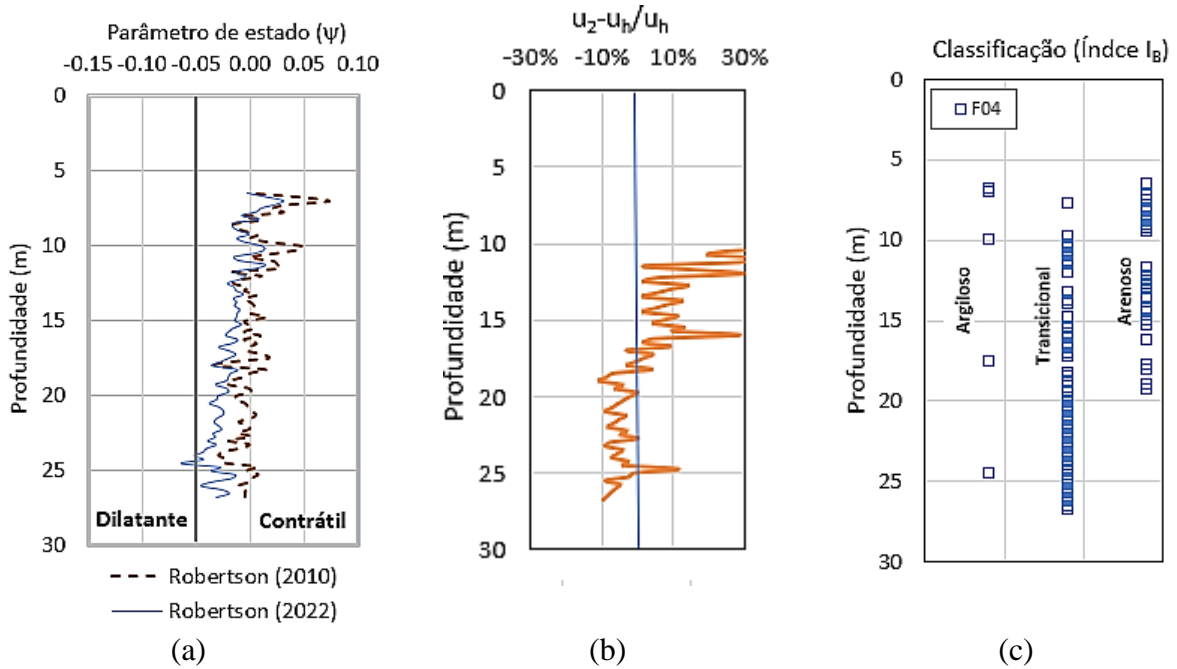 Parâmetro de estado (ψ)
-0.15 -0.10 -0.05 0.00 0.05 0.10
0
5
10
15
20
25
30
Profundidade (m)
Dilatante
Contrátil
Robertson (2010)
Robertson (2022)
(a)
u₂-uₕ/uₕ
-30% -10% 10% 30%
0
5
10
15
20
25
30
Profundidade (m)
(b)
Classificação (Índce I_B)
0
5
10
15
20
25
30
Profundidade (m)
F04
Argiloso
Transicional
Arenoso
(c)